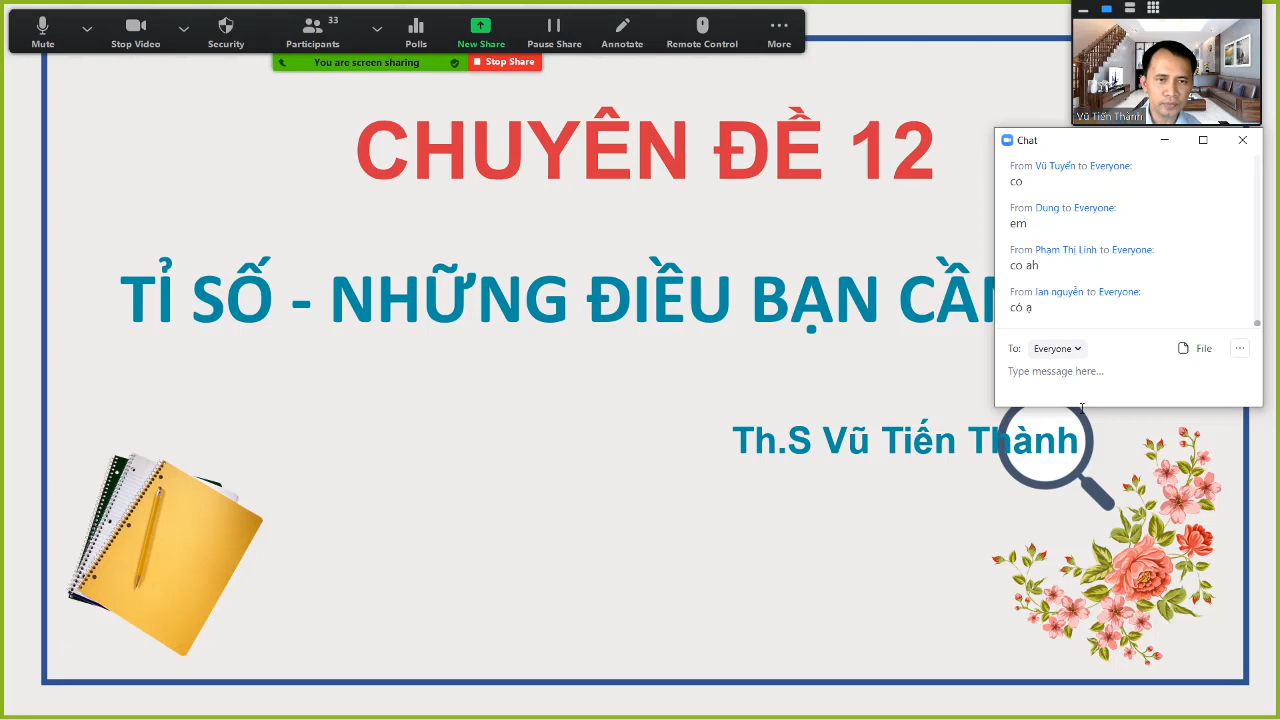 Mute
Stop Video
Security
Participants
33
Polls
New Share
Pause Share
Annotate
Remote Control
More
You are screen sharing
Stop Share
Vũ Tiến Thành
CHUYÊN ĐỀ 12
TỈ SỐ - NHỮNG ĐIỀU BẠN CẦN
Th.S Vũ Tiến Thành
Chat
From Vũ Tuyển to Everyone:
co
From Dung to Everyone:
em
From Phạm Thị Linh to Everyone:
co ah
From lan nguyễn to Everyone:
có ạ
To: Everyone
File
Type message here...